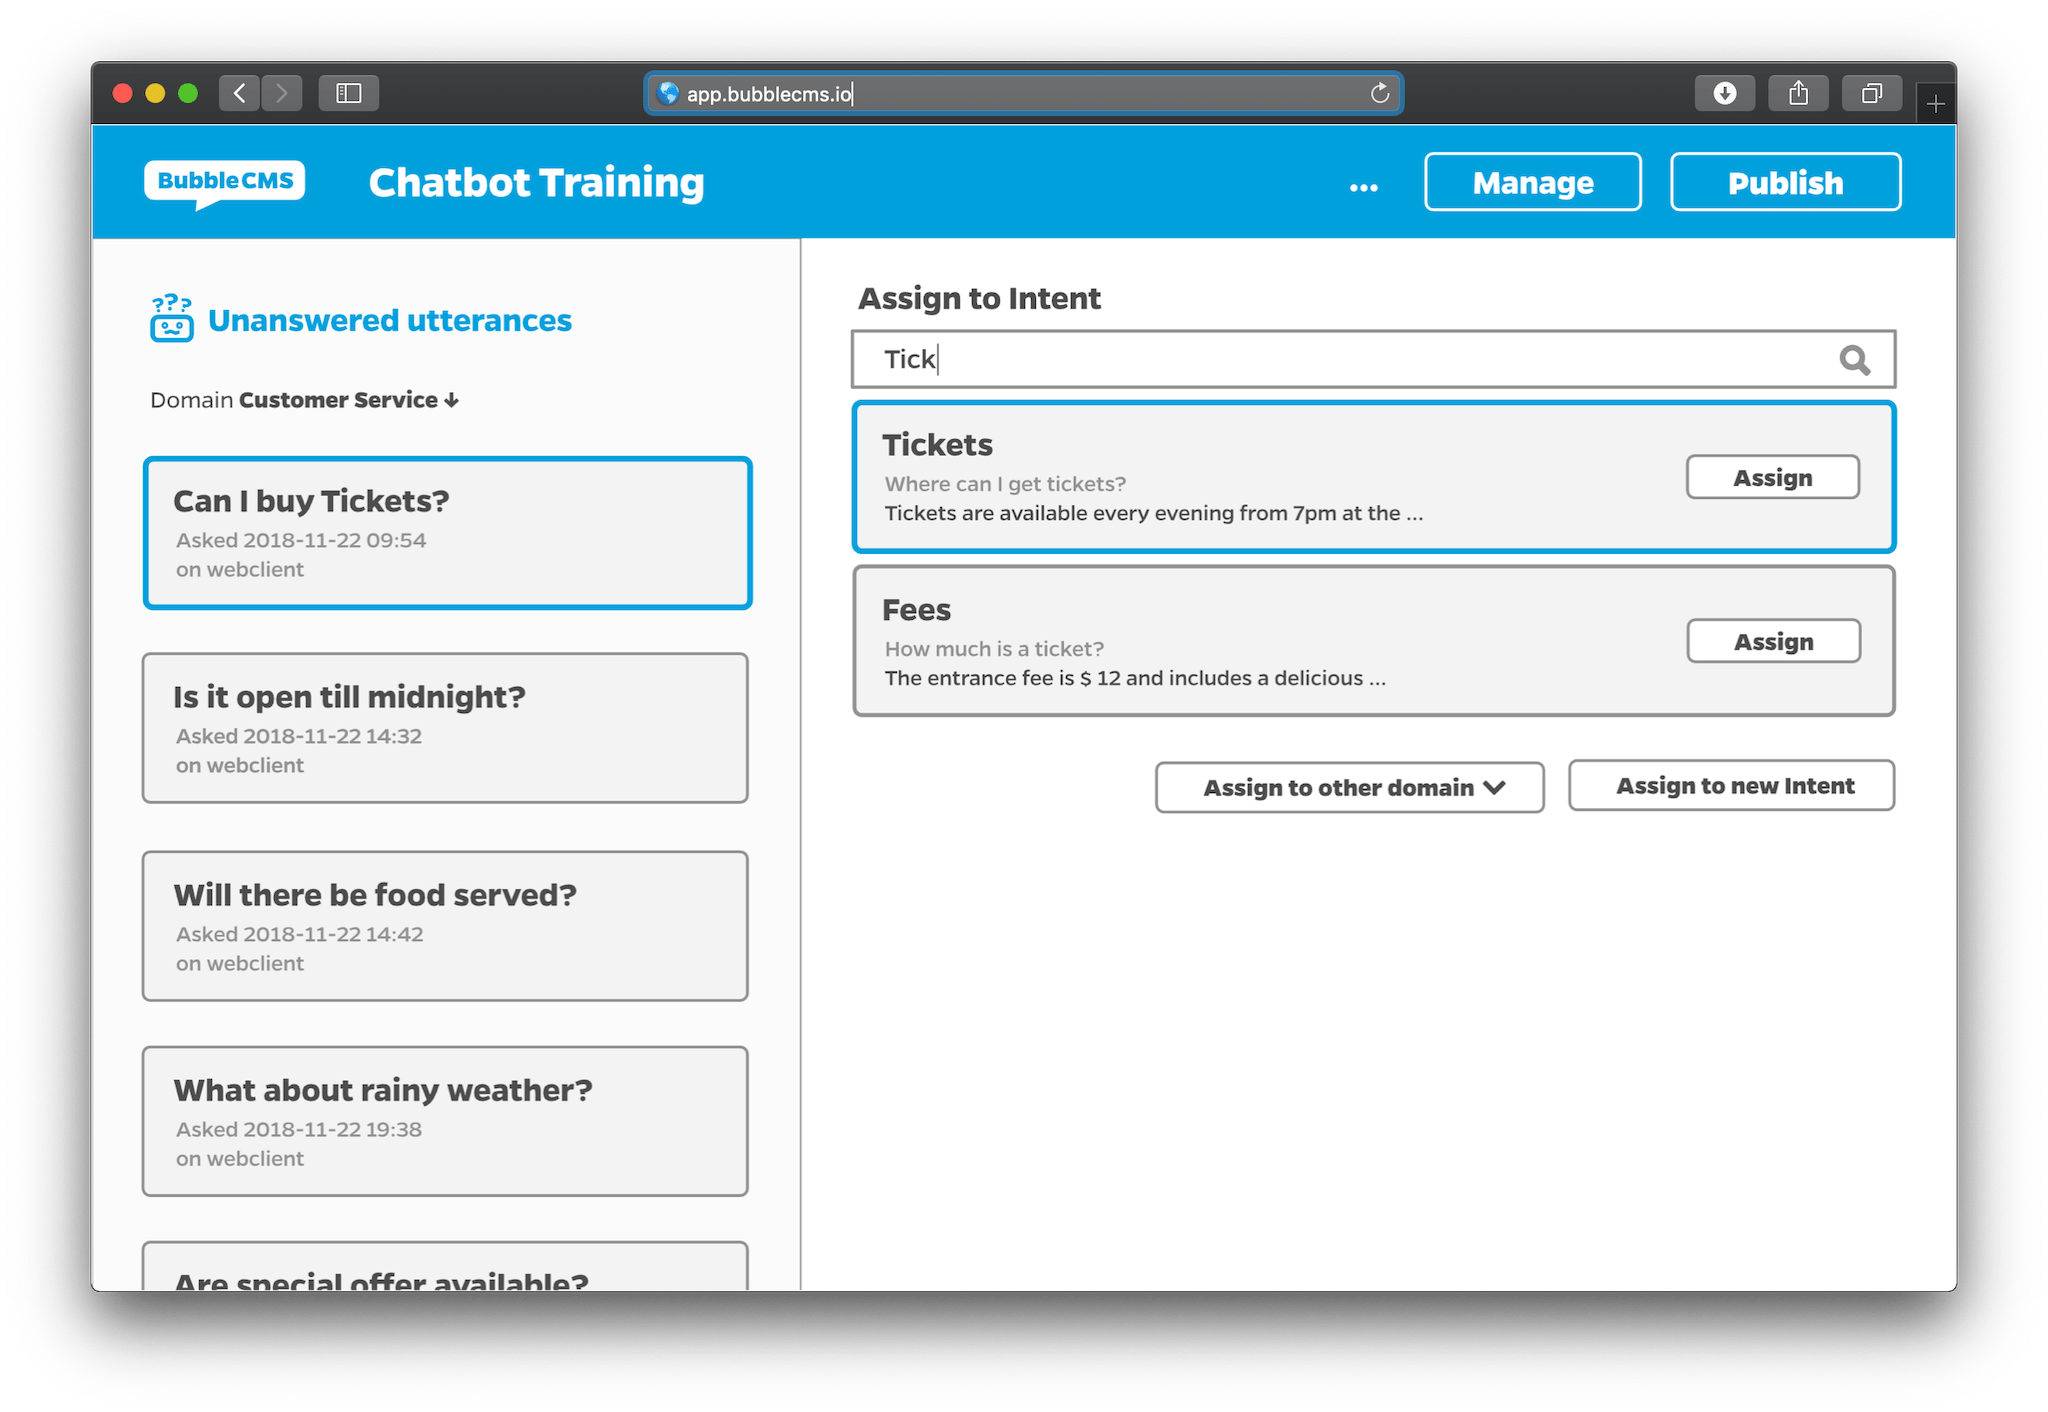 app.bubblecms.io
BubbleCMS
Chatbot Training
...
Manage
Publish
???
Unanswered utterances
Domain Customer Service ↓
Can I buy Tickets?
Asked 2018-11-22 09:54
on webclient
Is it open till midnight?
Asked 2018-11-22 14:32
on webclient
Will there be food served?
Asked 2018-11-22 14:42
on webclient
What about rainy weather?
Asked 2018-11-22 19:38
on webclient
Are special offer available?
Assign to Intent
Tick
Tickets
Where can I get tickets?
Tickets are available every evening from 7pm at the ...
Assign
Fees
How much is a ticket?
The entrance fee is $ 12 and includes a delicious ...
Assign
Assign to other domain
Assign to new Intent